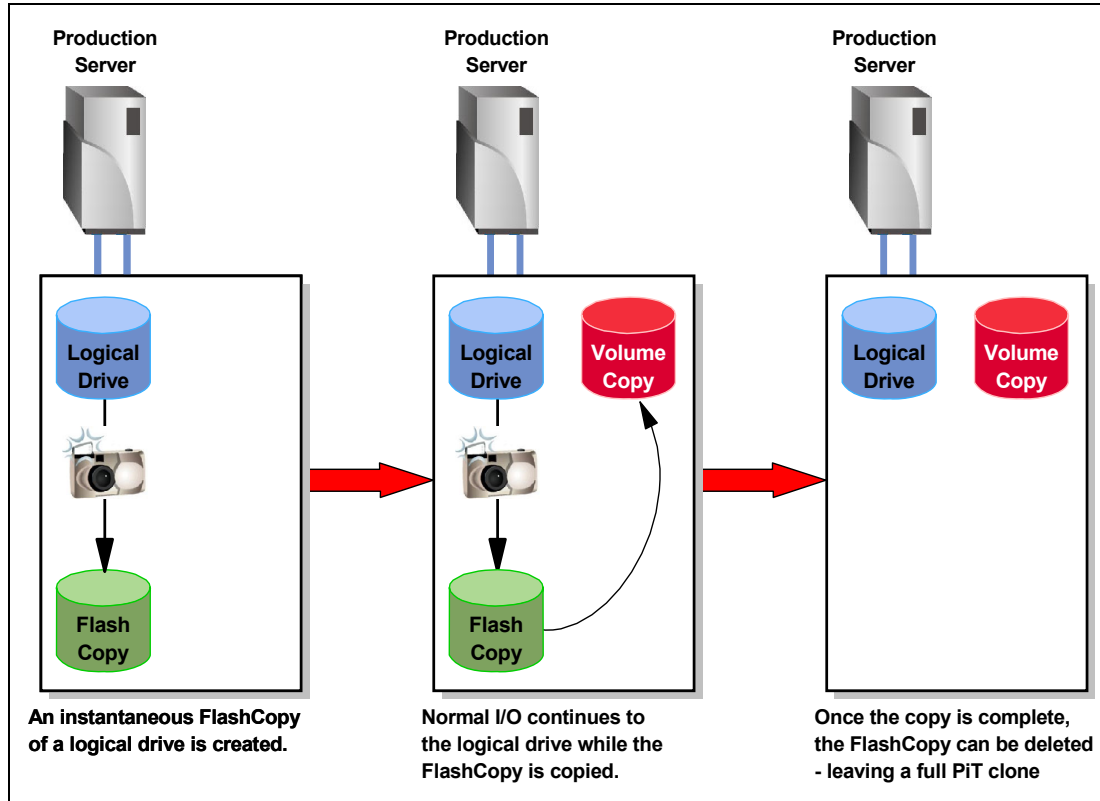 Production
Server
Logical
Drive
Flash
Copy
An instantaneous FlashCopy
of a logical drive is created.
Production
Server
Logical
Drive
Volume
Copy
Flash
Copy
Normal I/O continues to
the logical drive while the
FlashCopy is copied.
Production
Server
Logical
Drive
Volume
Copy
Once the copy is complete,
the FlashCopy can be deleted
- leaving a full PiT clone